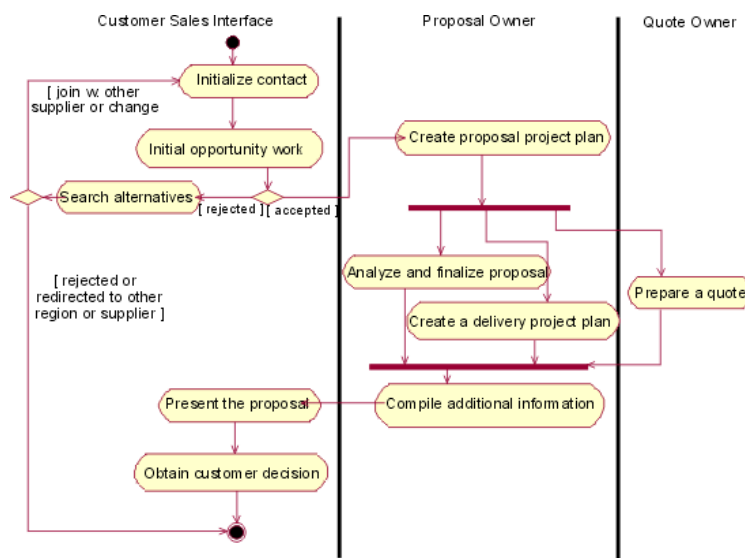 Customer Sales Interface
Proposal Owner
Quote Owner
Initialize contact
[ join w. other
supplier or change
Initial opportunity work
Create proposal project plan
Search alternatives
[ rejected ]
[ accepted ]
Analyze and finalize proposal
[ rejected or
redirected to other
region or supplier ]
Prepare a quote
Create a delivery project plan
Present the proposal
Compile additional information
Obtain customer decision